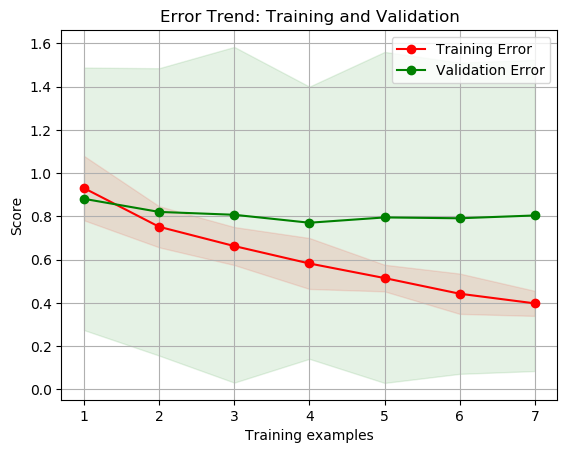 Error Trend: Training and Validation
Training Error
Validation Error
Score
1.6
1.4
1.2
1.0
0.8
0.6
0.4
0.2
0.0
1 2 3 4 5 6 7
Training examples